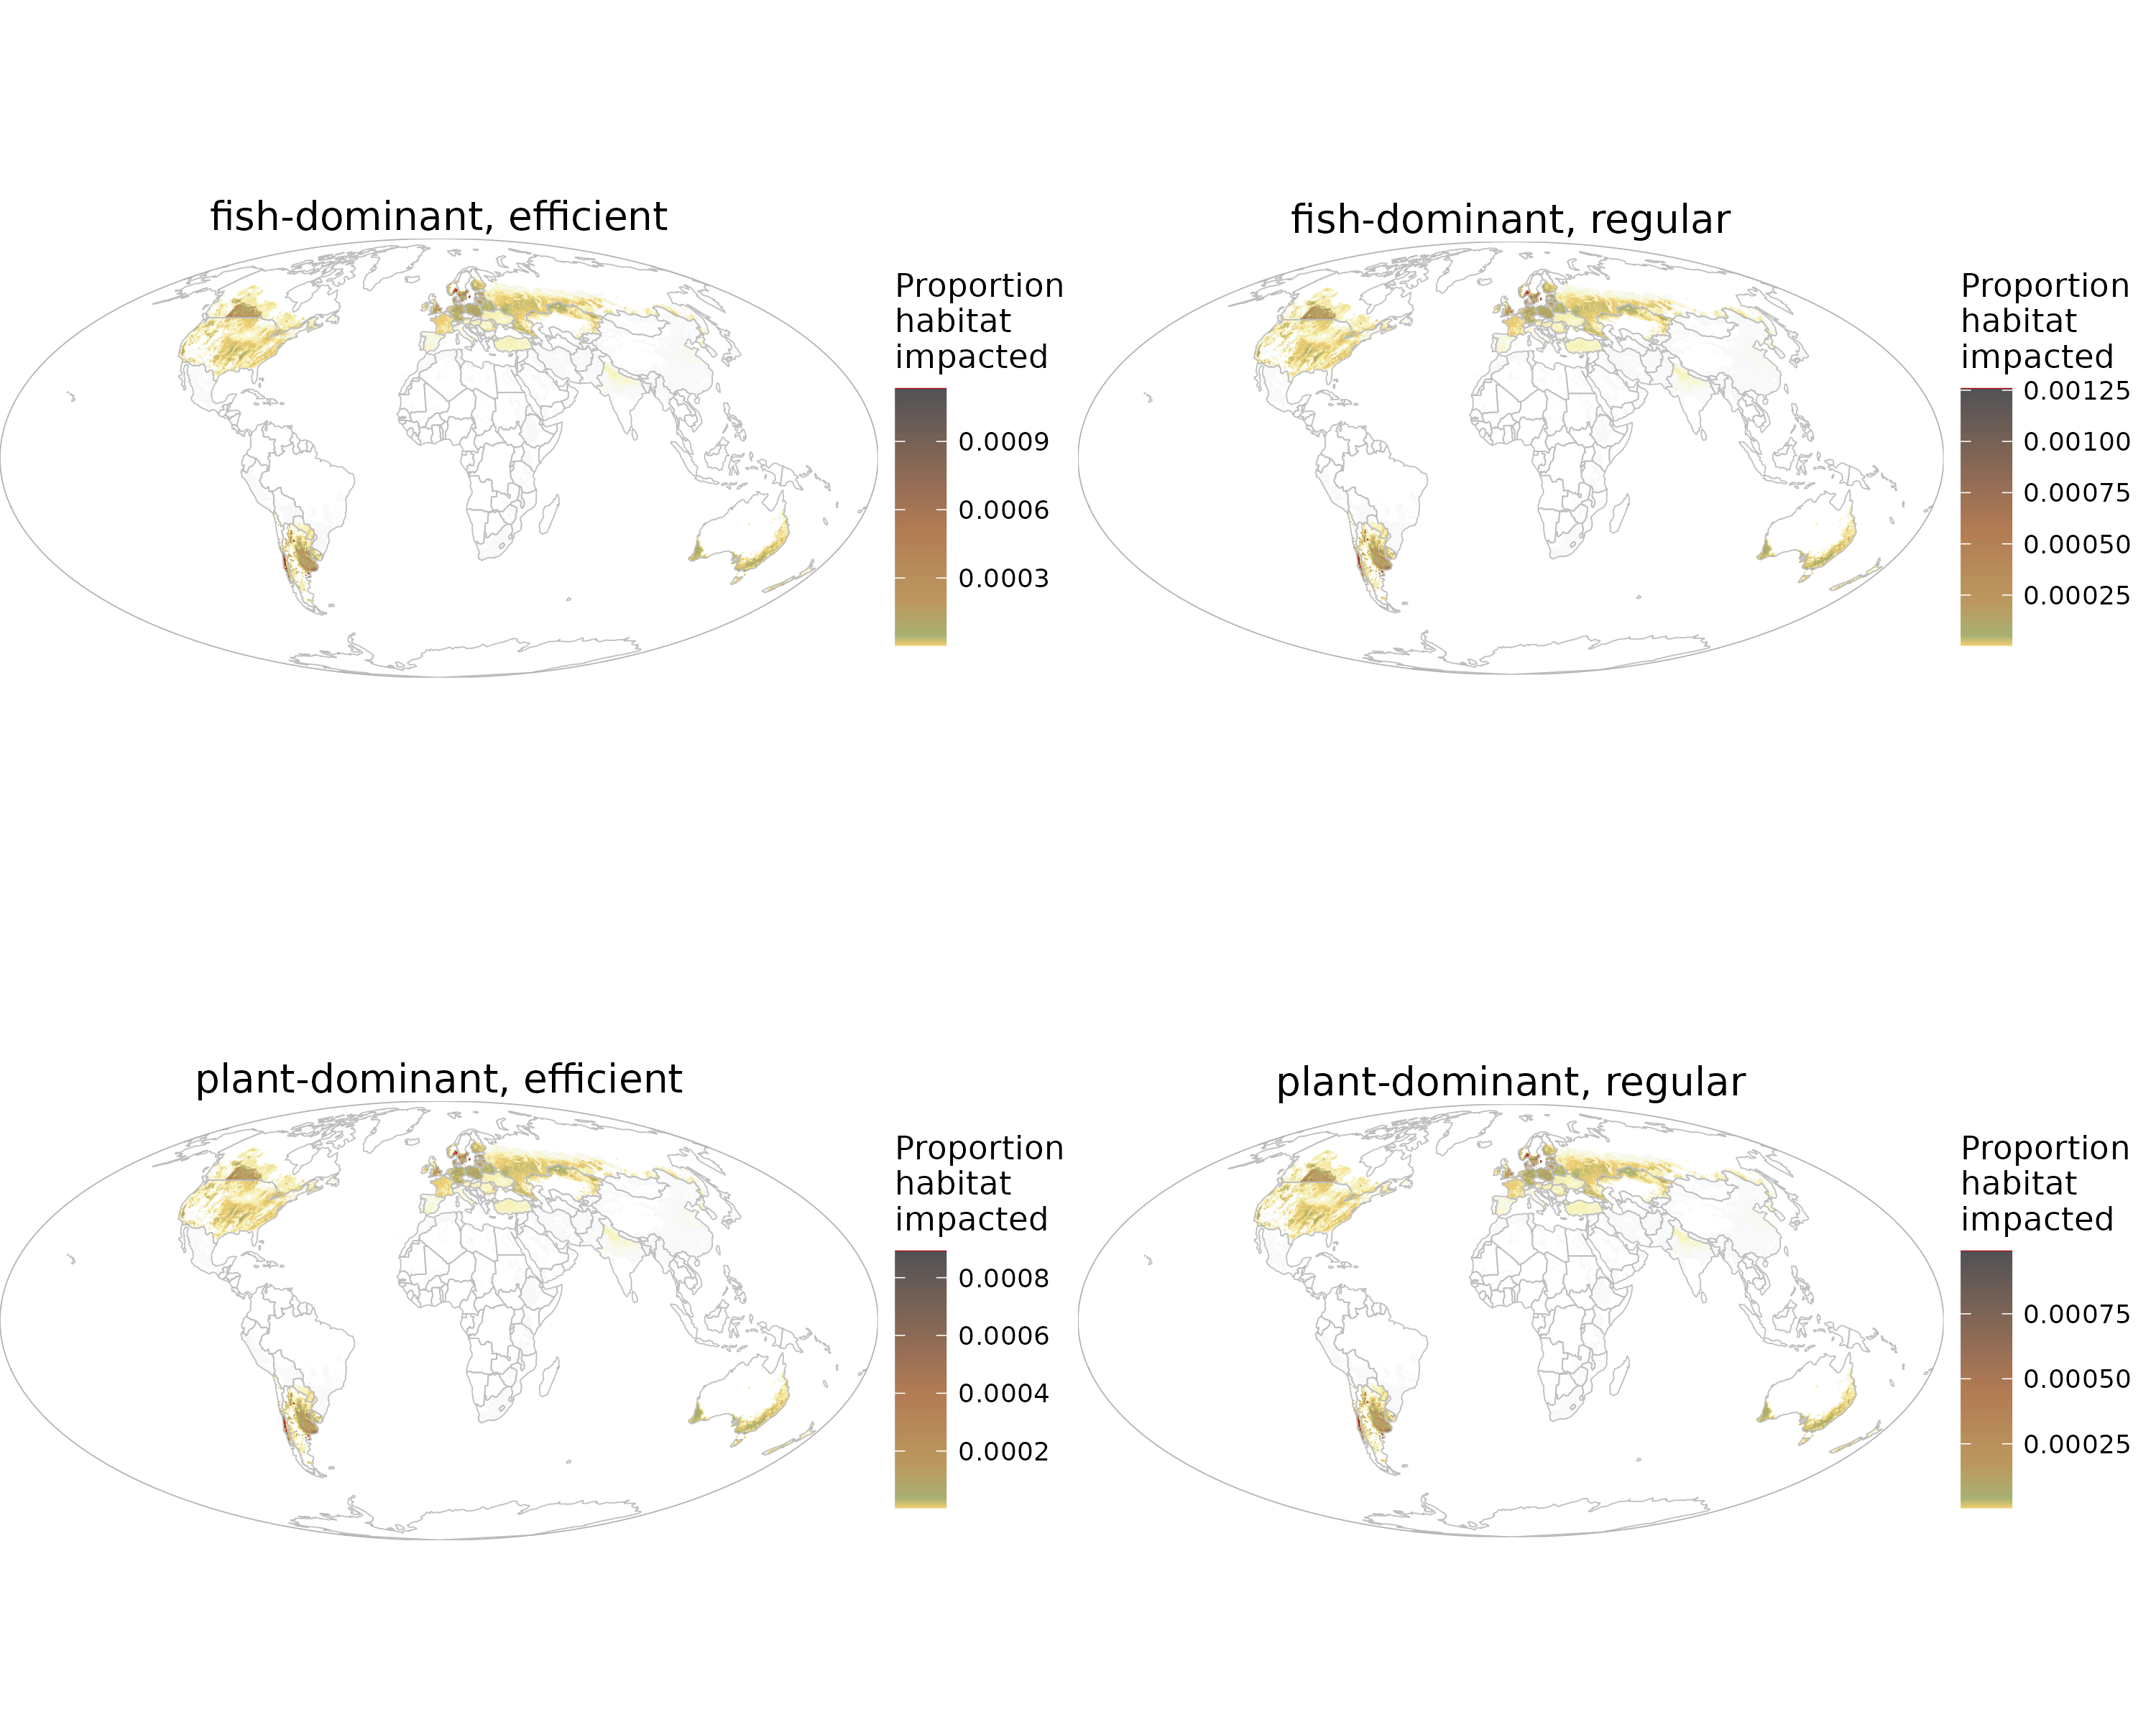 fish-dominant, efficient
Proportion
habitat
impacted
0.0009
0.0006
0.0003
fish-dominant, regular
Proportion
habitat
impacted
0.00125
0.00100
0.00075
0.00050
0.00025
plant-dominant, efficient
Proportion
habitat
impacted
0.0008
0.0006
0.0004
0.0002
plant-dominant, regular
Proportion
habitat
impacted
0.00075
0.00050
0.00025